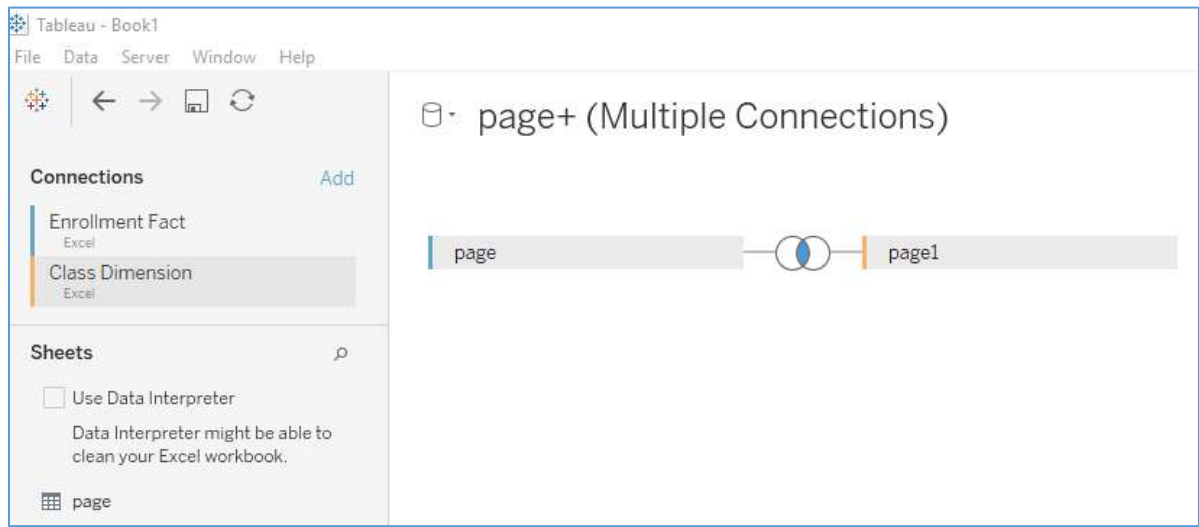 Tableau - Book1
File Data Server Window Help
page+ (Multiple Connections)
Connections Add
Enrollment Fact
Excel
Class Dimension
Excel
page page1
Sheets
Use Data Interpreter
Data Interpreter might be able to
clean your Excel workbook.
page